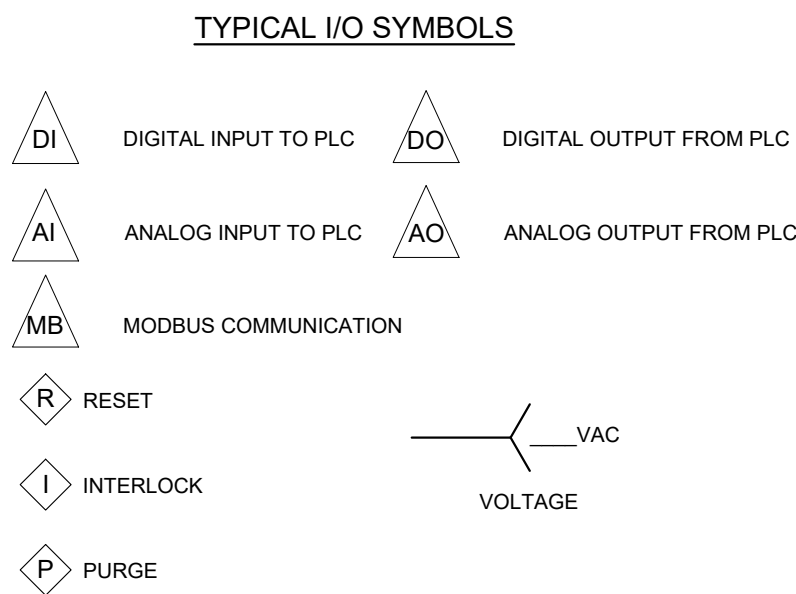 TYPICAL I/O SYMBOLS
DI DIGITAL INPUT TO PLC
DO DIGITAL OUTPUT FROM PLC
AI ANALOG INPUT TO PLC
AO ANALOG OUTPUT FROM PLC
MB MODBUS COMMUNICATION
R RESET
____VAC
I INTERLOCK
VOLTAGE
P PURGE